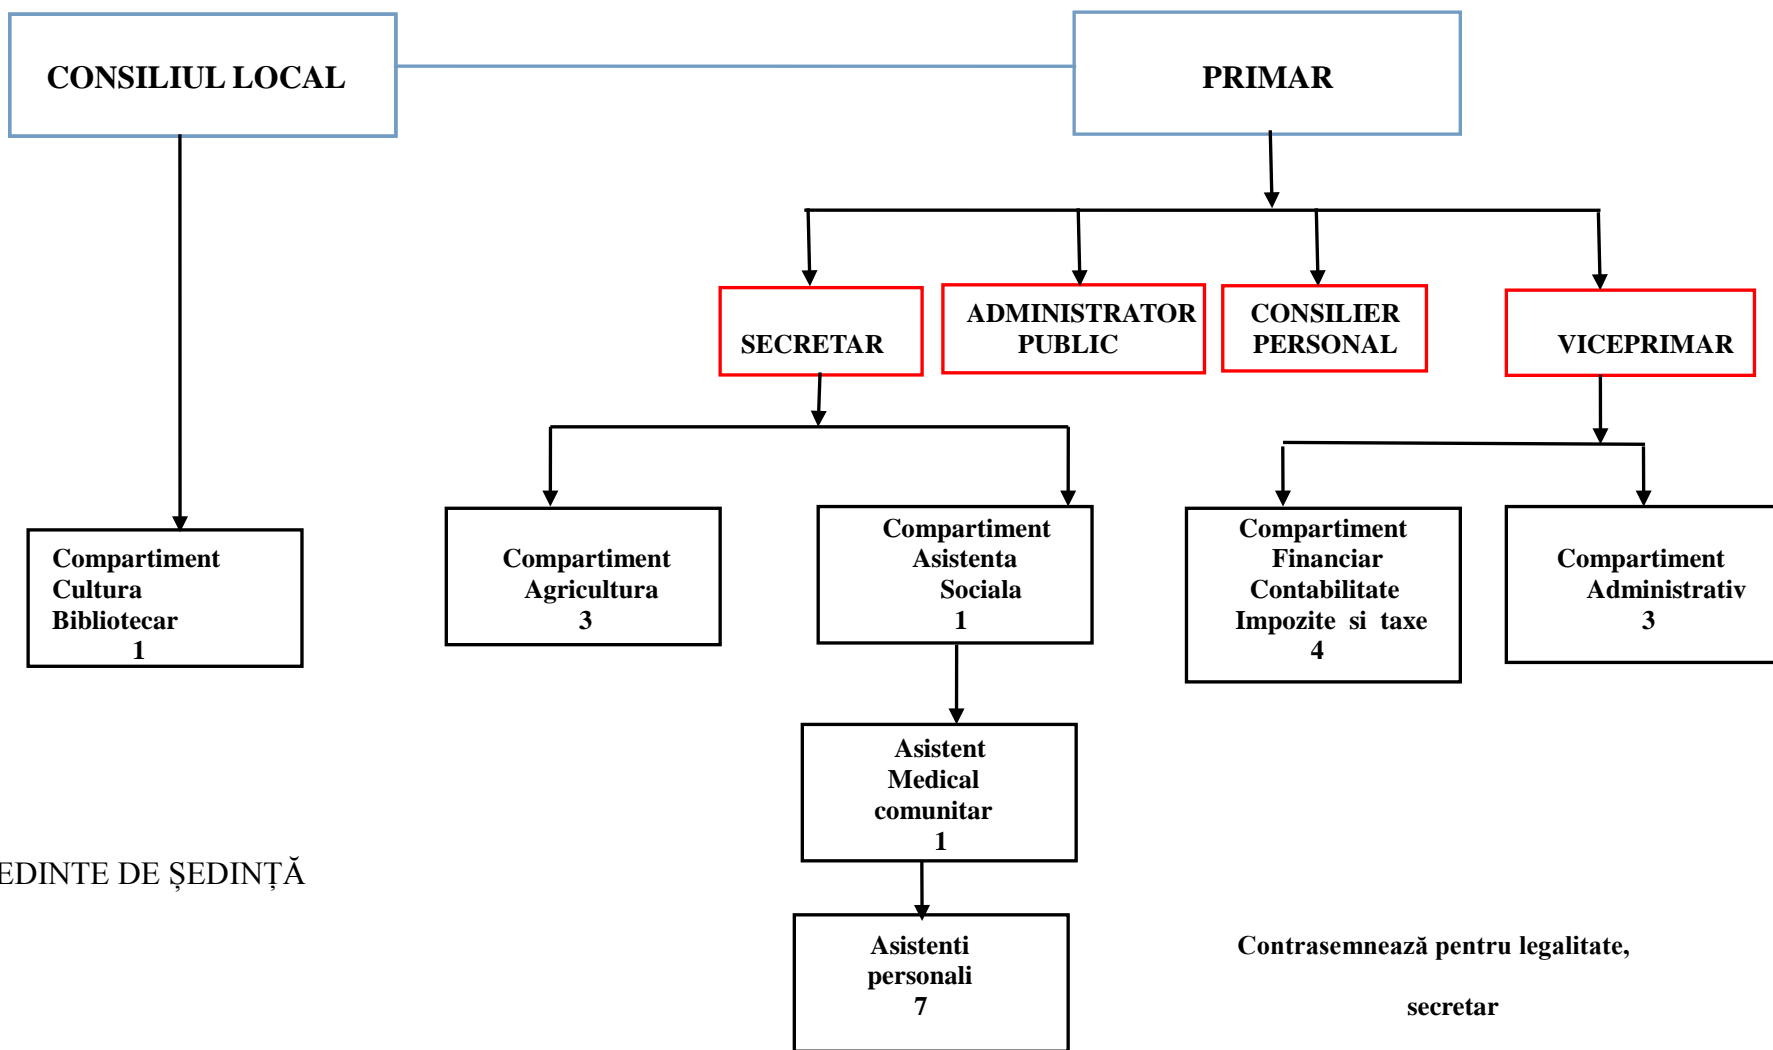 CONSILIUL LOCAL
PRIMAR
SECRETAR
ADMINISTRATOR
PUBLIC
CONSILIER
PERSONAL
VICEPRIMAR
Compartiment
Cultura
Bibliotecar
1
Compartiment
Agricultura
3
Compartiment
Asistenta
Sociala
1
Compartiment
Financiar
Contabilitate
Impozite si taxe
4
Compartiment
Administrativ
3
Asistent
Medical
comunitar
1
EDINTE DE ȘEDINȚĂ
Asistenti
personali
7
Contrasemnează pentru legalitate,
secretar